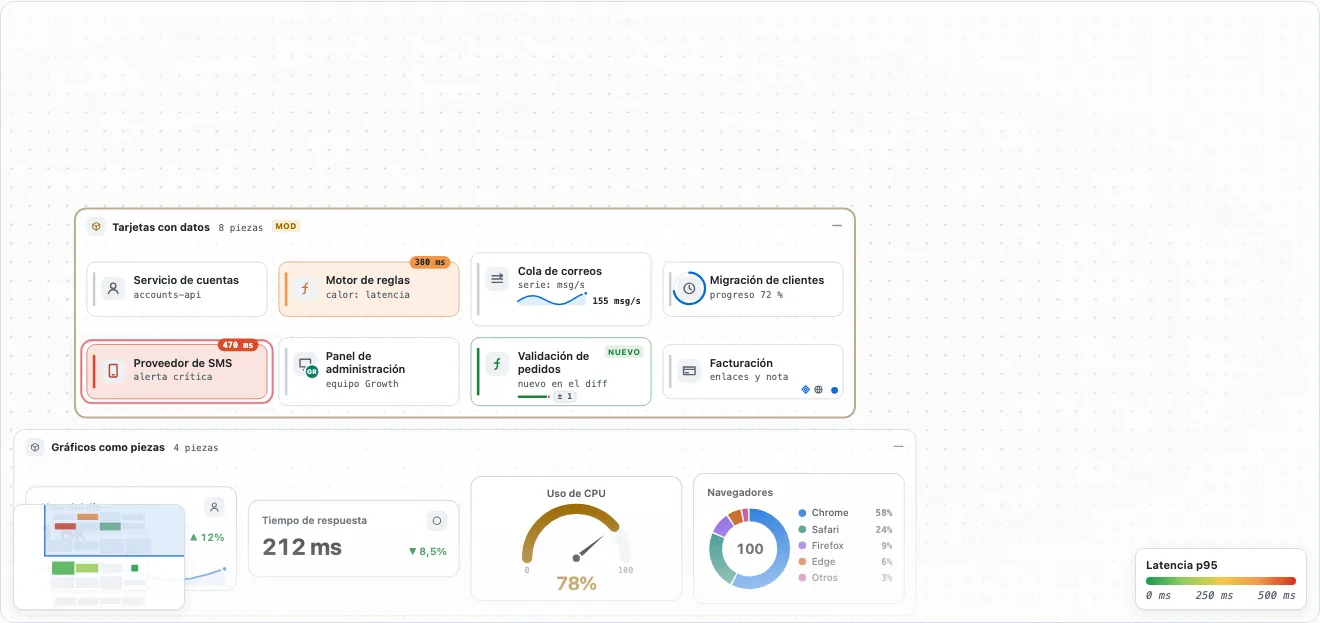 Tarjetas con datos 8 piezas MOD
Servicio de cuentas
accounts-api
380 ms
Motor de reglas
calor: latencia
Cola de correos
serie: msg/s
155 msg/s
Migración de clientes
progreso 72 %
470 ms
Proveedor de SMS
alerta crítica
Panel de
administración
equipo Growth
GR
NUEVO
Validación de
pedidos
nuevo en el diff
± 1
Facturación
enlaces y nota
Gráficos como piezas 4 piezas
▲ 12%
Tiempo de respuesta
212 ms
▼ 8,5%
Uso de CPU
0
100
78%
Navegadores
100
Chrome 58%
Safari 24%
Firefox 9%
Edge 6%
Otros 3%
Latencia p95
0 ms 250 ms 500 ms